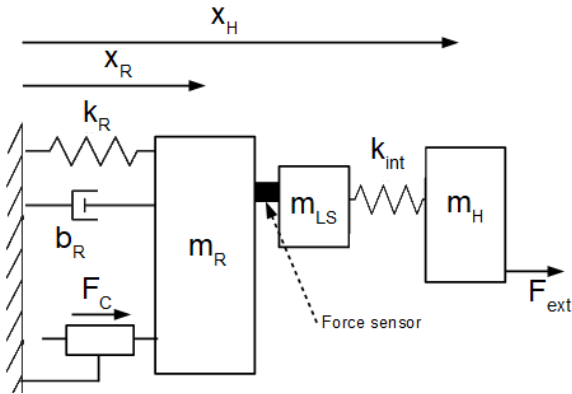 x_H
x_R
k_R
k_int
m_LS
m_H
b_R
m_R
F_C
F_ext
Force sensor